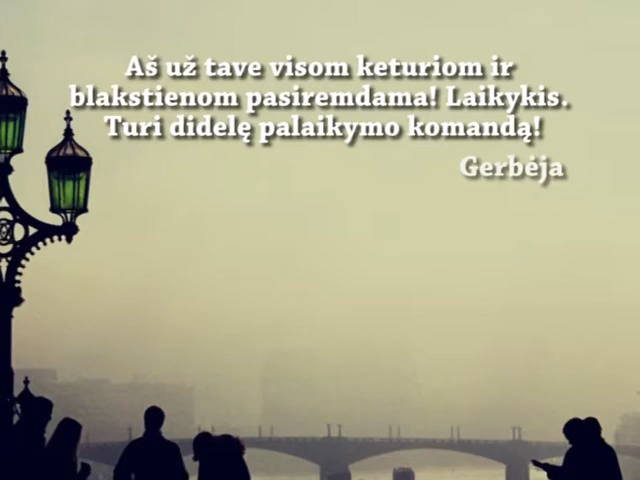 Aš už tave visom keturiom ir
blakstienom pasiremdama! Laikykis.
Turi didelę palaikymo komandą!
Gerbėja